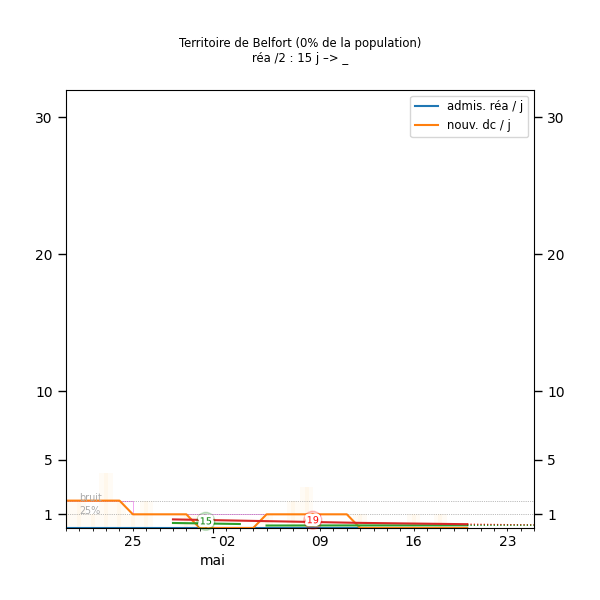 Territoire de Belfort (0% de la population)
réa /2 : 15 j –> _
admis. réa / j
nouv. dc / j
30 30
20 20
10 10
5 5
bruit
25%
1 1
15 19
25 - 02 09 16 23
mai